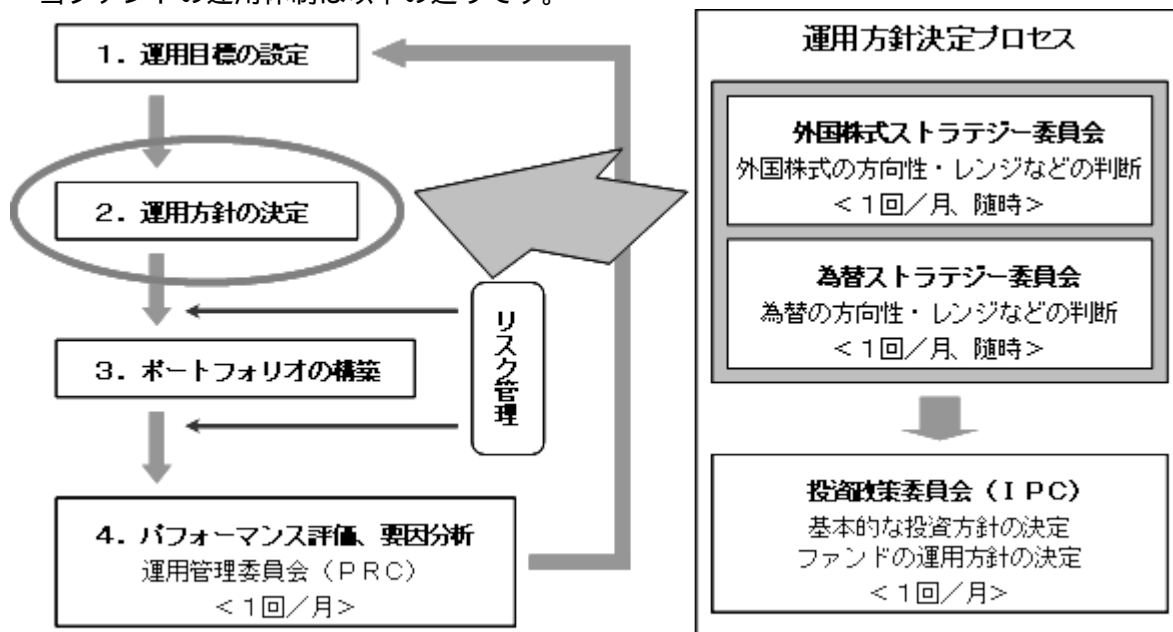 当ファンドの運用体制は以下の通りです。
1．運用目標の設定
2．運用方針の決定
3．ポートフォリオの構築
リスク管理
4．パフォーマンス評価、要因分析
運用管理委員会（ＰＲＣ）
＜１回／月＞
運用方針決定プロセス
外国株式ストラテジー委員会
外国株式の方向性・レンジなどの判断
＜１回／月、随時＞
為替ストラテジー委員会
為替の方向性・レンジなどの判断
＜１回／月、随時＞
投資政策委員会（ＩＰＣ）
基本的な投資方針の決定
ファンドの運用方針の決定
＜１回／月＞